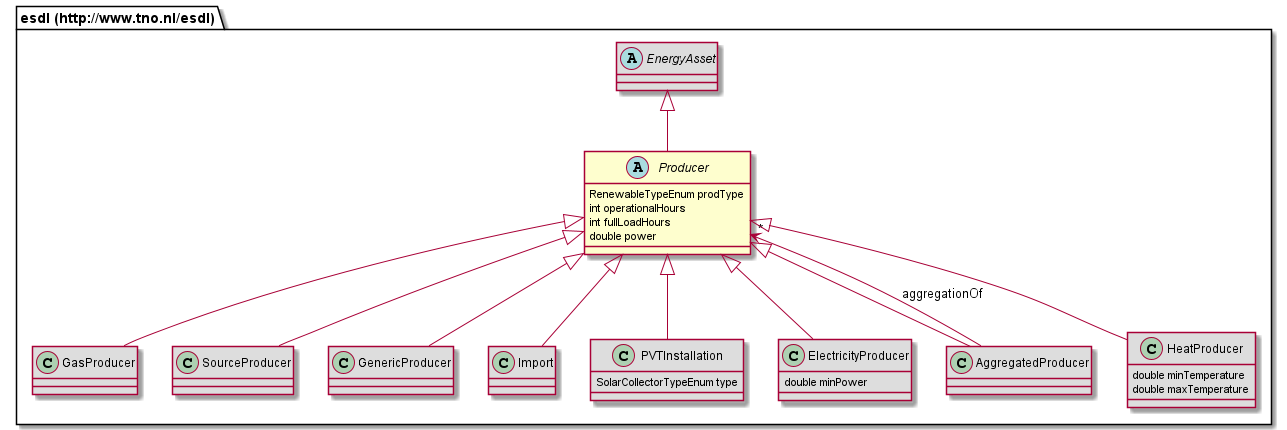 esdl (http://www.tno.nl/esdl)
A EnergyAsset
A Producer
RenewableTypeEnum prodType
int operationalHours
int fullLoadHours
double power
*
aggregationOf
C GasProducer
C SourceProducer
C GenericProducer
C Import
C PVTInstallation
SolarCollectorTypeEnum type
C ElectricityProducer
double minPower
C AggregatedProducer
C HeatProducer
double minTemperature
double maxTemperature